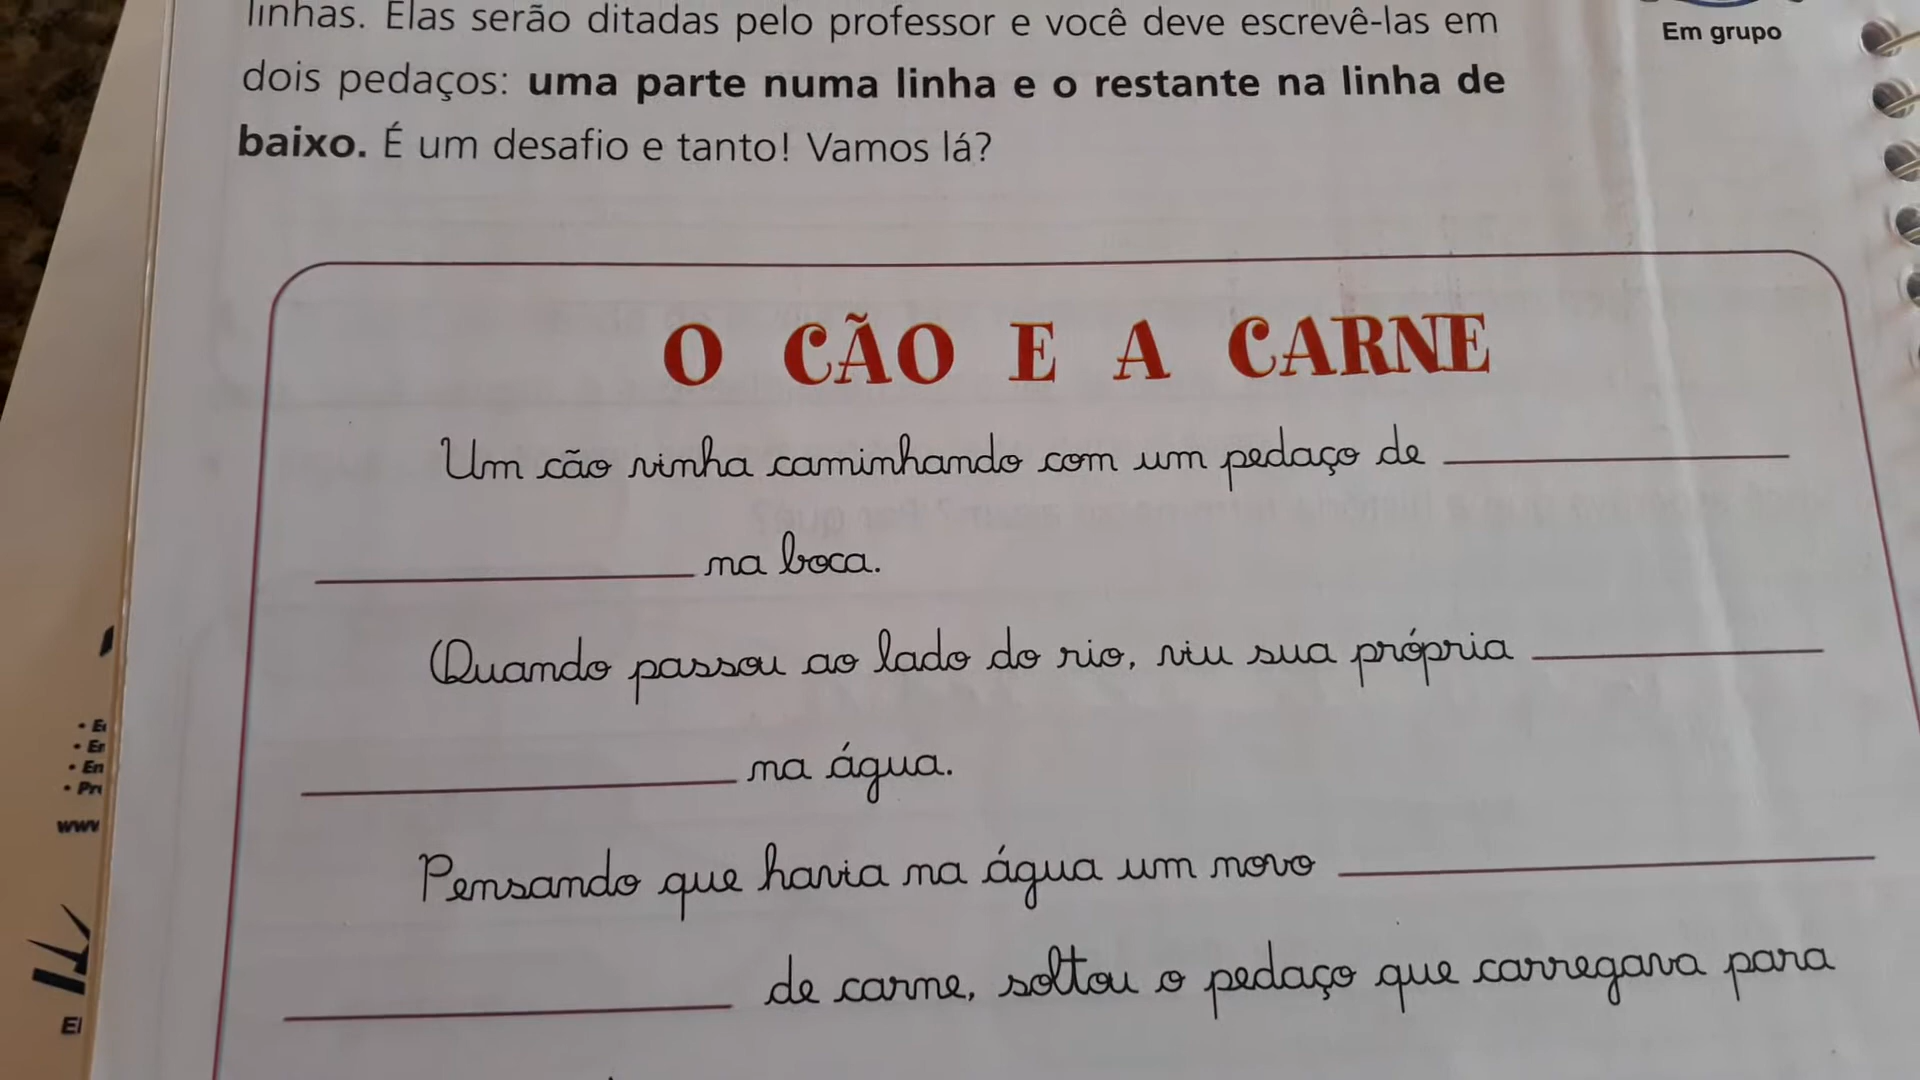 linhas. Elas serão ditadas pelo professor e você deve escrevê-las em
Em grupo
dois pedaços: uma parte numa linha e o restante na linha de
baixo. É um desafio e tanto! Vamos lá?
O CÃO E A CARNE
Um cão vinha caminhando com um pedaço de
na boca.
Quando passou ao lado do rio, viu sua própria
na água.
Pensando que havia na água um novo
de carne, soltou o pedaço que carregava para